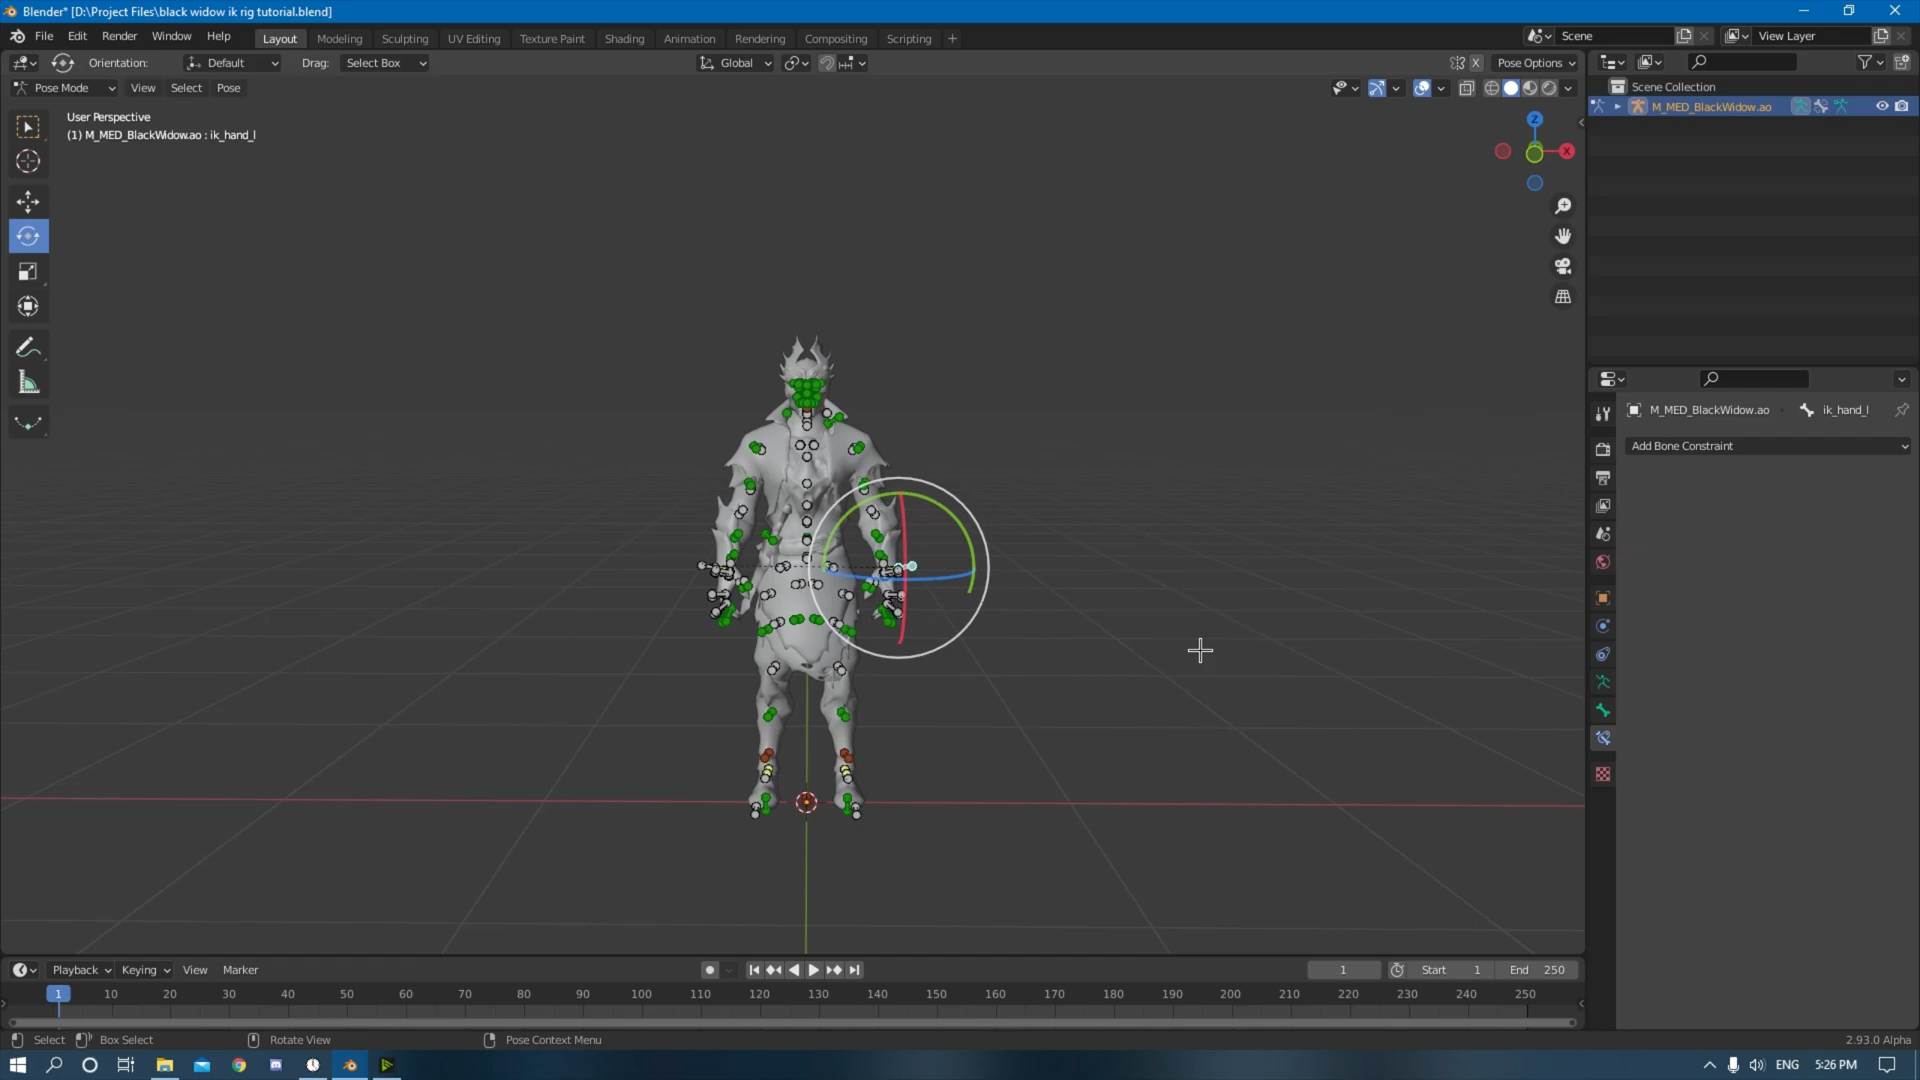 Blender* [D:\Project Files\black widow ik rig tutorial.blend]
File Edit Render Window Help Layout Modeling Sculpting UV Editing Texture Paint Shading Animation Rendering Compositing Scripting + Scene View Layer
Orientation: Default Drag: Select Box Global X Pose Options
Pose Mode View Select Pose
Scene Collection
M_MED_BlackWidow.ao
User Perspective
(1) M_MED_BlackWidow.ao : ik_hand_l
Z
X
M_MED_BlackWidow.ao ik_hand_l
Add Bone Constraint
Playback Keying View Marker 1 Start 1 End 250
1 10 20 30 40 50 60 70 80 90 100 110 120 130 140 150 160 170 180 190 200 210 220 230 240 250
Select Box Select Rotate View Pose Context Menu 2.93.0 Alpha
ENG 5:26 PM